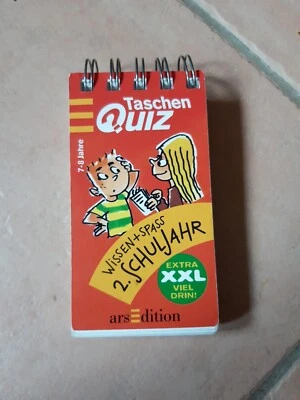 Taschen
Quiz
7-8 Jahre
WISSEN+SPASS
2. SCHULJAHR
EXTRA
XXL
VIEL
DRIN!
arsEdition